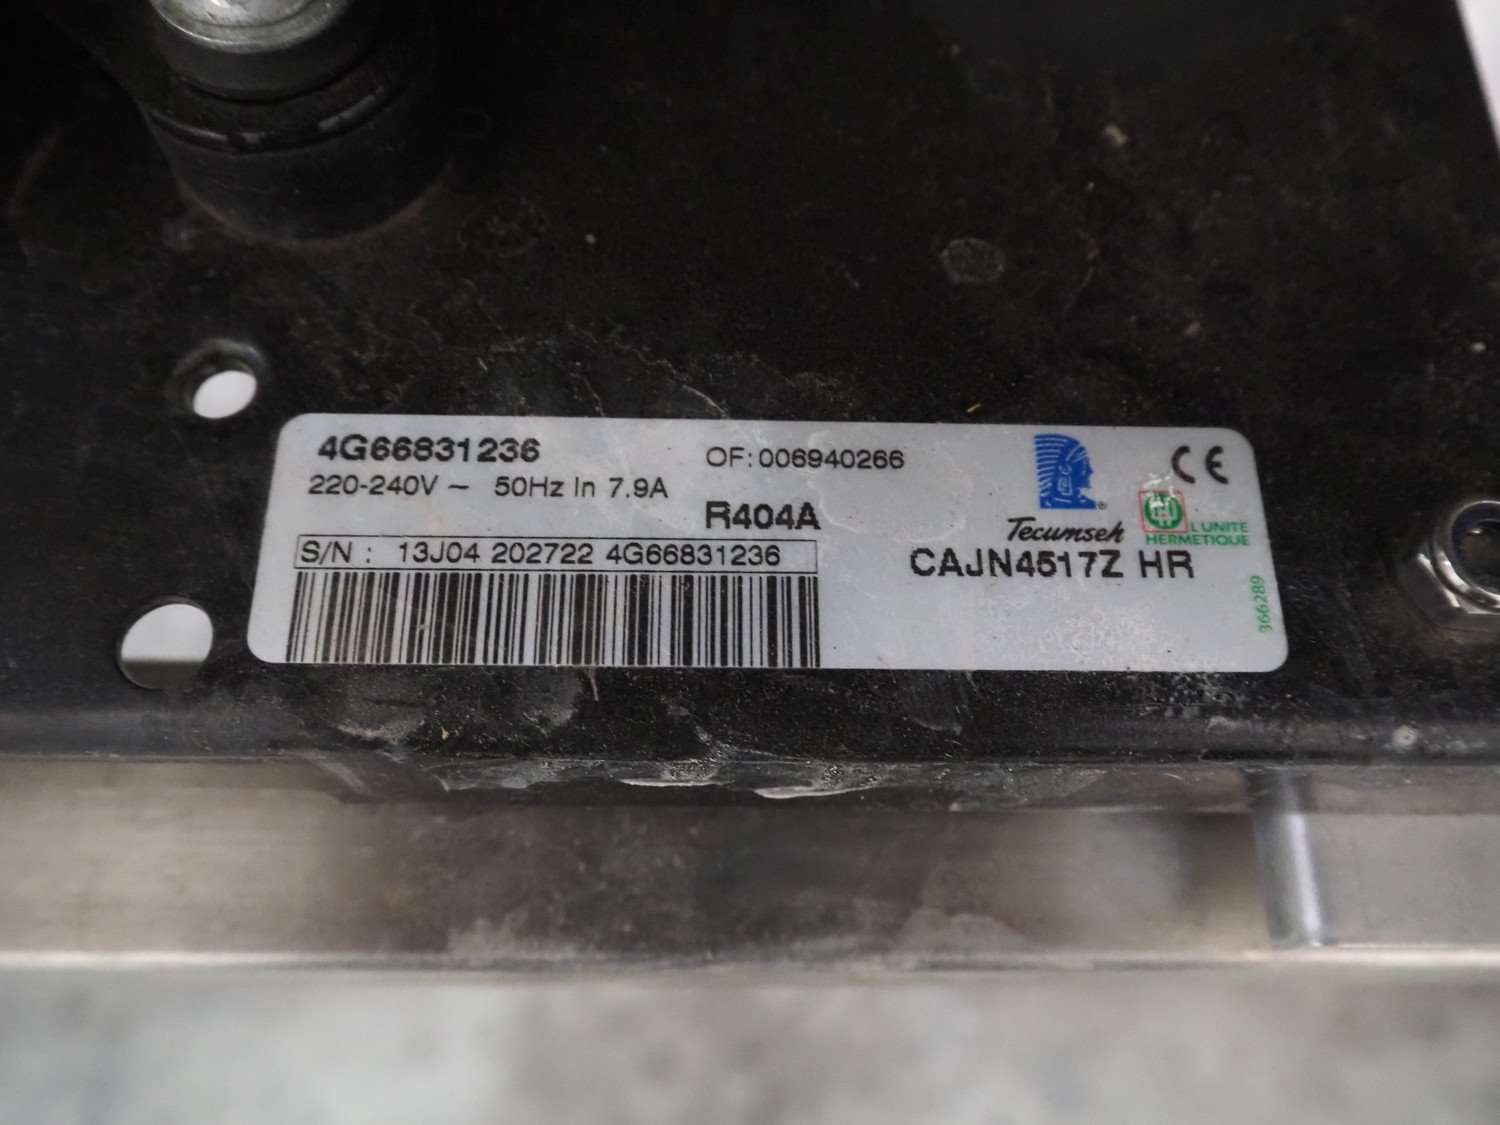 4G66831236
OF: 006940266
220-240V ~ 50Hz In 7.9A
R404A
S/N : 13J04 202722 4G66831236
CE
Tecumseh
L'UNITE
HERMETIQUE
CAJN4517Z HR
366289